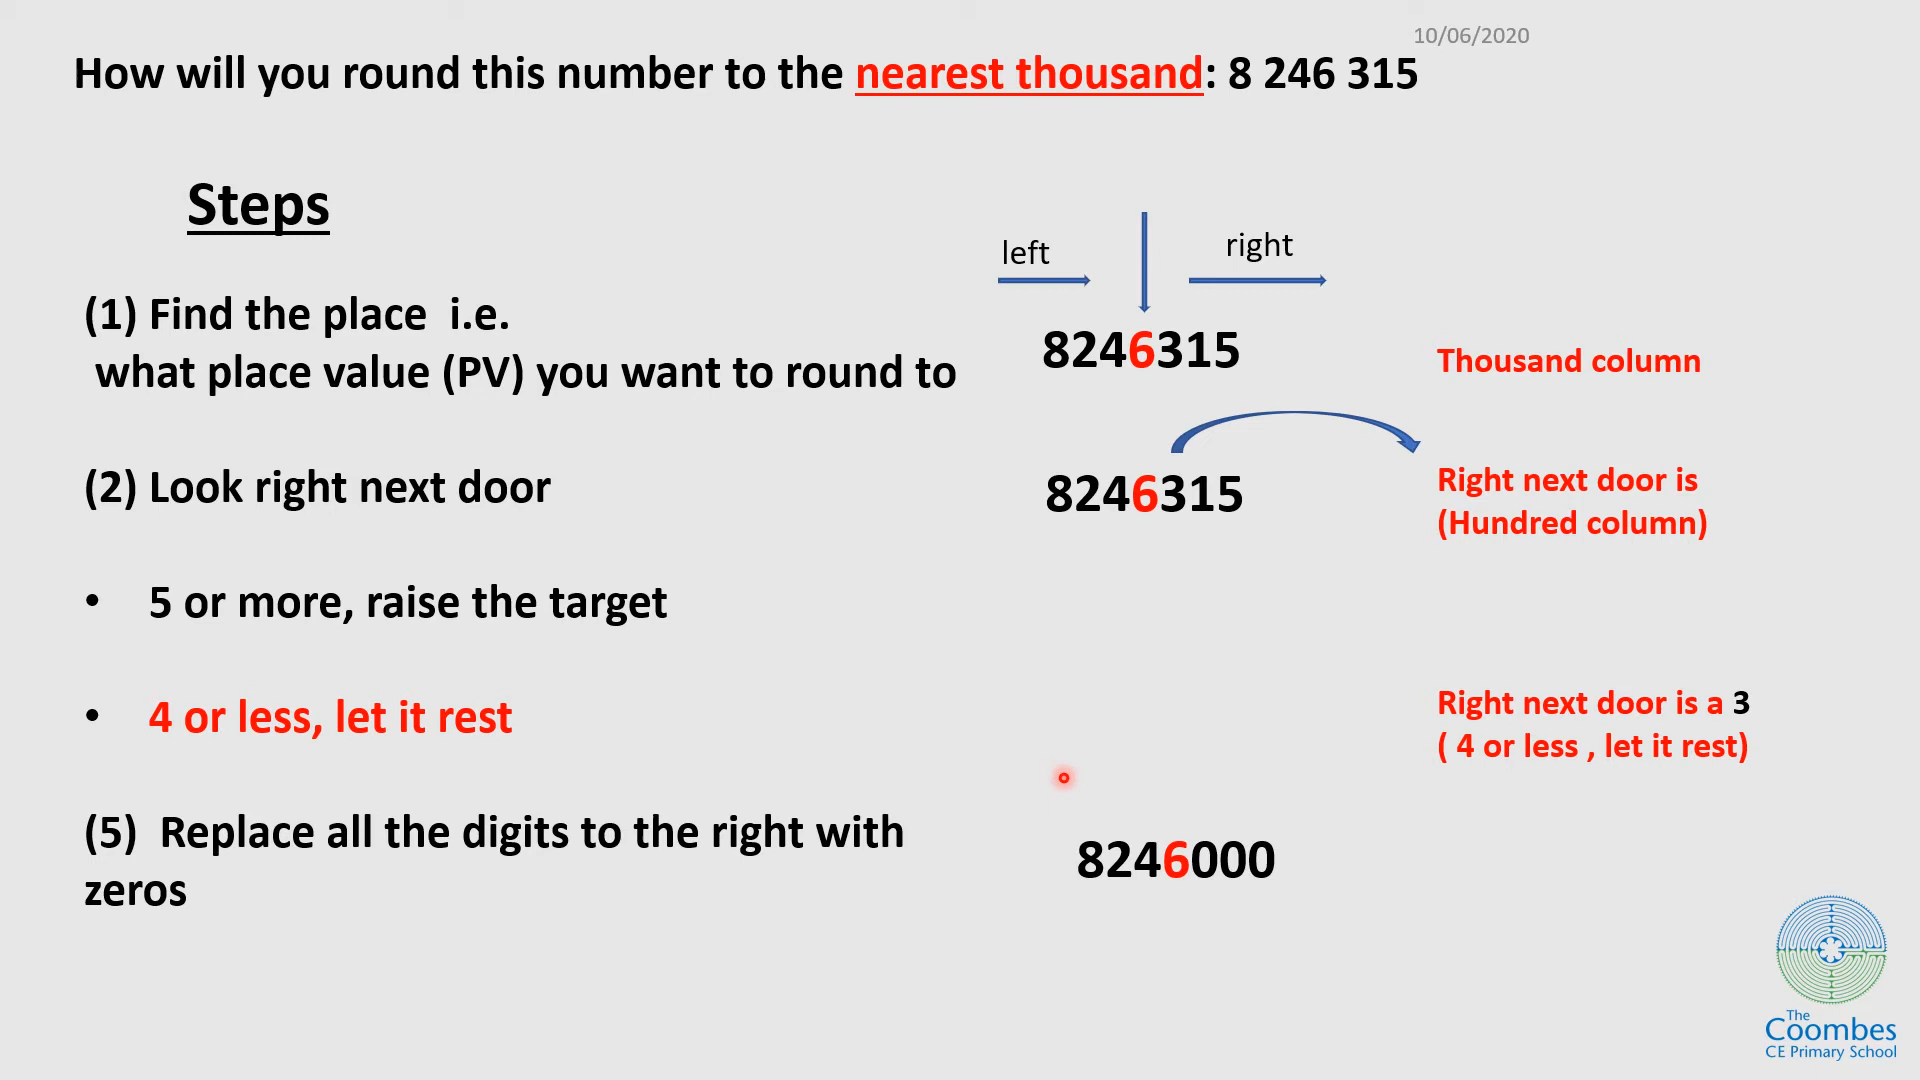 10/06/2020
How will you round this number to the nearest thousand: 8 246 315
Steps
left
right
(1) Find the place  i.e.
what place value (PV) you want to round to
8246315
Thousand column
(2) Look right next door
8246315
Right next door is
(Hundred column)
• 5 or more, raise the target
• 4 or less, let it rest
Right next door is a 3
( 4 or less , let it rest)
(5)  Replace all the digits to the right with
zeros
8246000
The
Coombes
CE Primary School